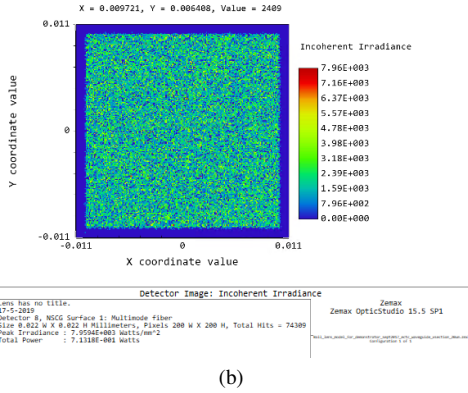 X = 0.009721, Y = 0.006408, Value = 2409
0.011
Incoherent Irradiance
7.96E+003
7.16E+003
6.37E+003
5.57E+003
4.78E+003
3.98E+003
3.18E+003
2.39E+003
1.59E+003
7.96E+002
0.00E+000
Y coordinate value
0
-0.011
-0.011
0
0.011
X coordinate value
Detector Image: Incoherent Irradiance
Lens has no title.
17-5-2019
Detector 8, NSCG Surface 1: Multimode fiber
Size 0.022 W X 0.022 H Millimeters, Pixels 200 W X 200 H, Total Hits = 74309
Peak Irradiance : 7.9594E+003 Watts/mm^2
Total Power : 7.1318E-001 Watts
Zemax
Zemax OpticStudio 15.5 SP1
Configuration 1 of 1
(b)